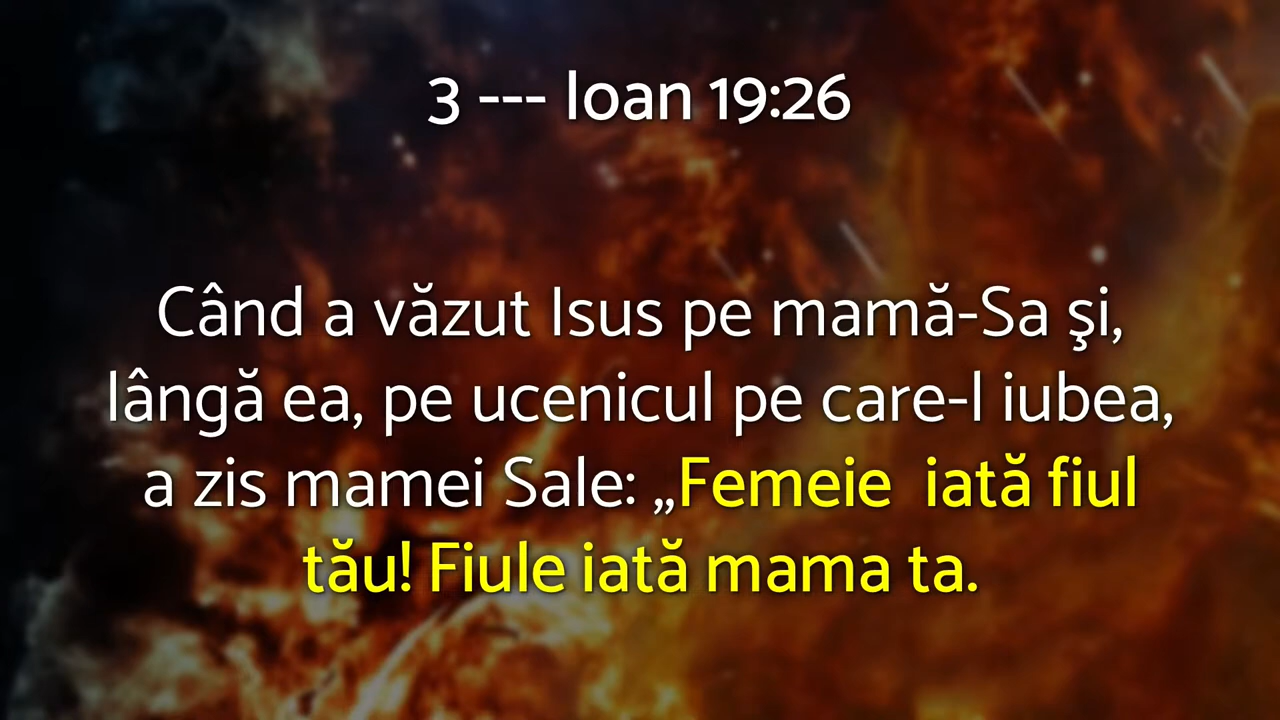 3 --- Ioan 19:26
Când a văzut Isus pe mamă-Sa şi,
lângă ea, pe ucenicul pe care-l iubea,
a zis mamei Sale: „Femeie  iată fiul
tău! Fiule iată mama ta.